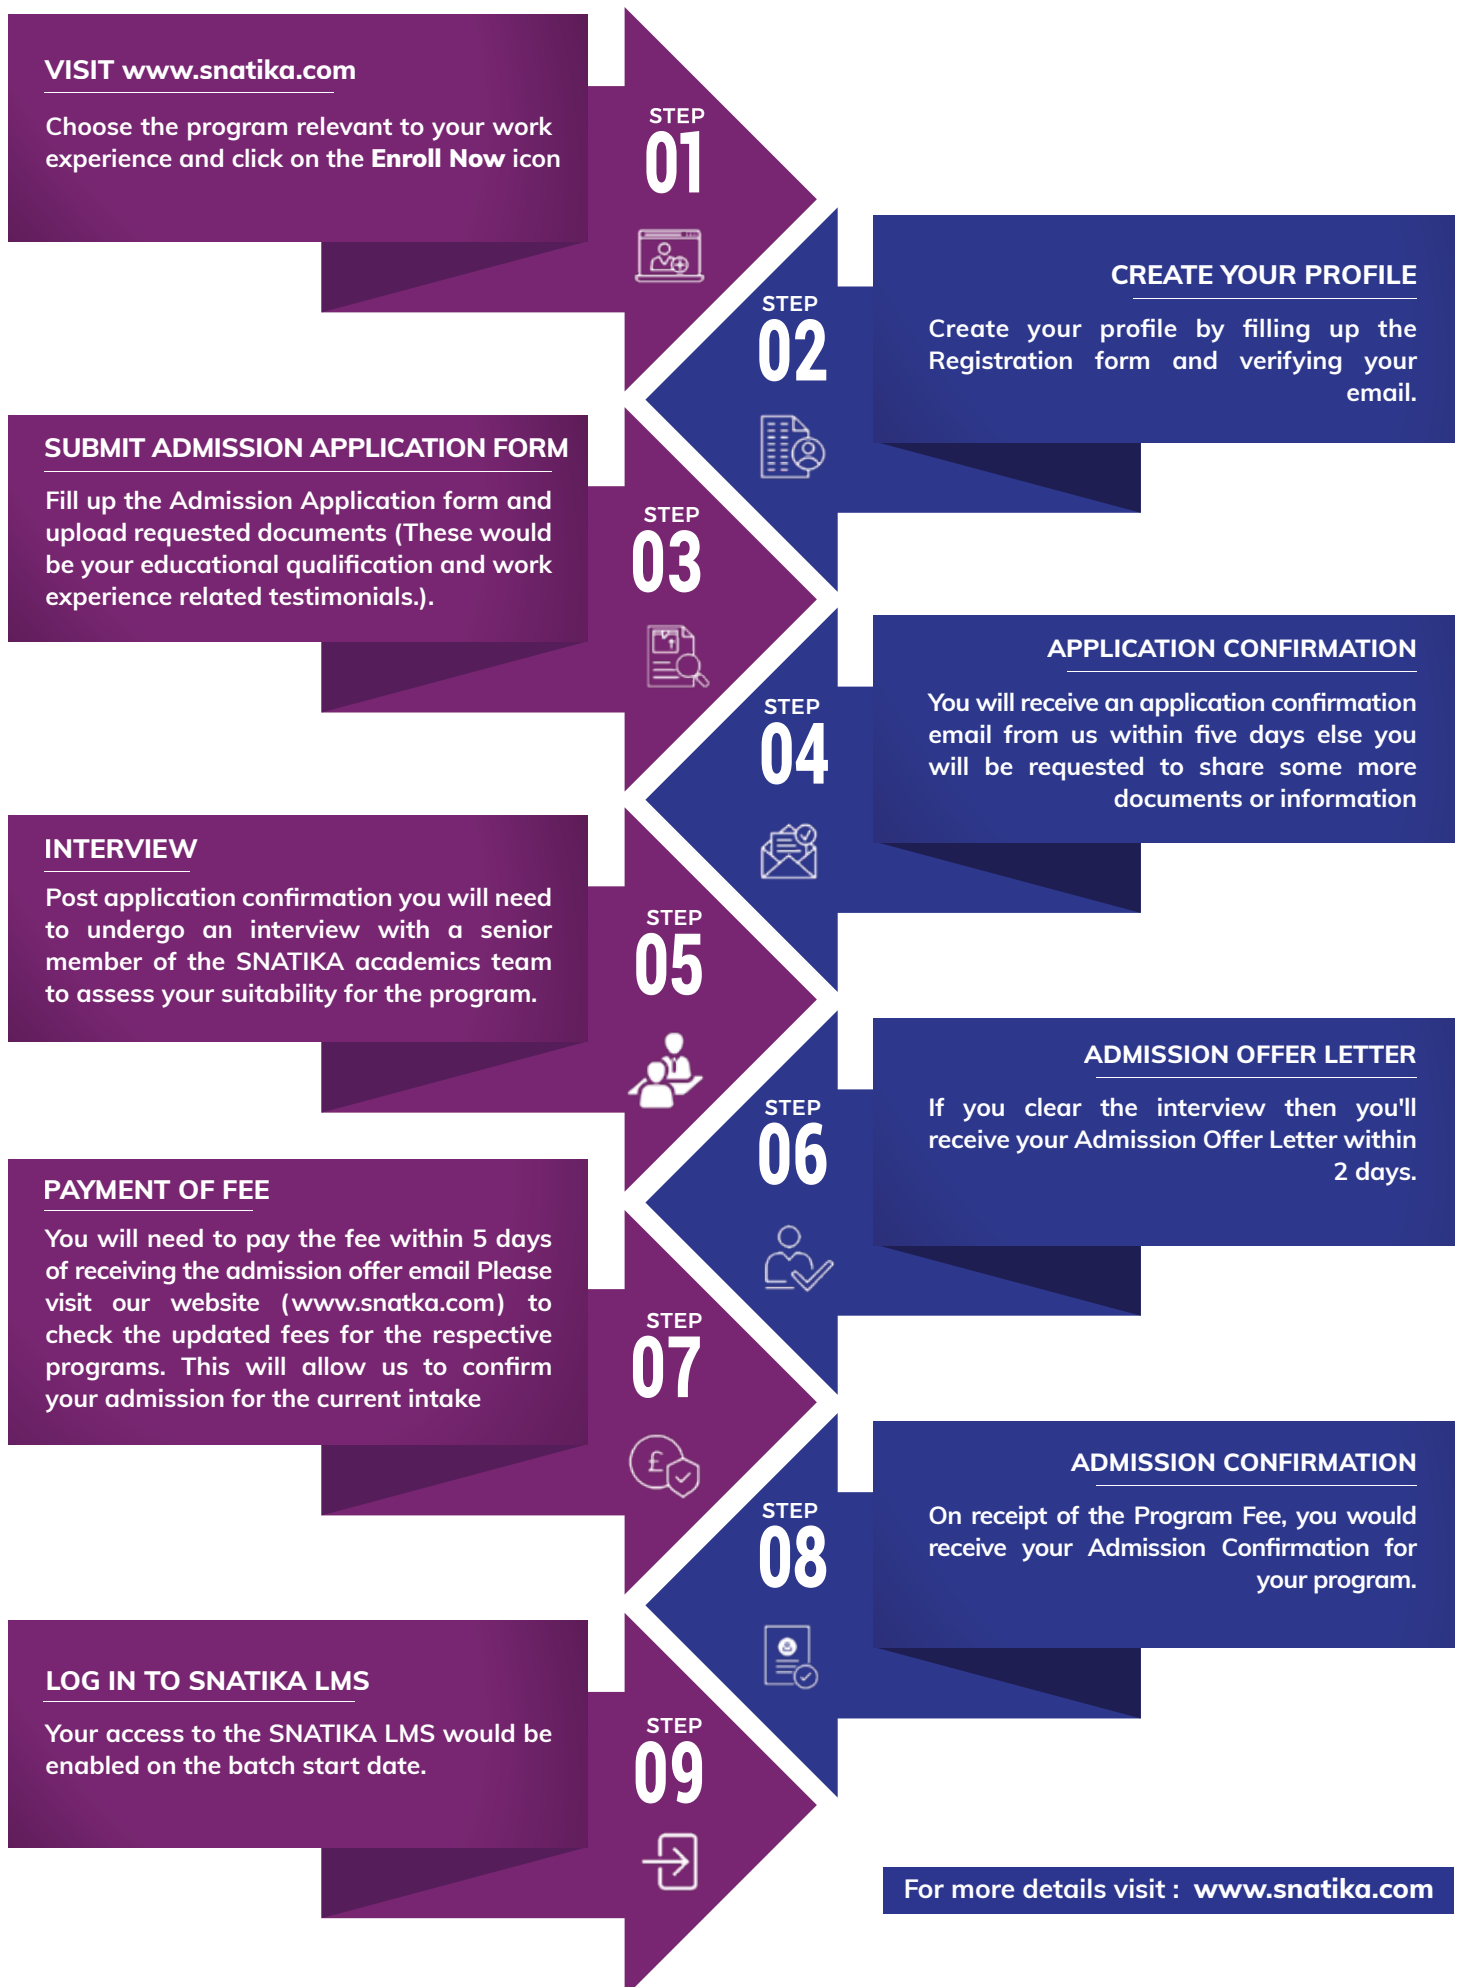 VISIT www.snatika.com
Choose the program relevant to your work
experience and click on the Enroll Now icon
STEP
01
CREATE YOUR PROFILE
Create your profile by filling up the
Registration form and verifying your
email.
STEP
02
SUBMIT ADMISSION APPLICATION FORM
Fill up the Admission Application form and
upload requested documents (These would
be your educational qualification and work
experience related testimonials.).
STEP
03
APPLICATION CONFIRMATION
You will receive an application confirmation
email from us within five days else you
will be requested to share some more
documents or information
STEP
04
INTERVIEW
Post application confirmation you will need
to undergo an interview with a senior
member of the SNATIKA academics team
to assess your suitability for the program.
STEP
05
ADMISSION OFFER LETTER
If you clear the interview then you'll
receive your Admission Offer Letter within
2 days.
STEP
06
PAYMENT OF FEE
You will need to pay the fee within 5 days
of receiving the admission offer email Please
visit our website (www.snatka.com) to
check the updated fees for the respective
programs. This will allow us to confirm
your admission for the current intake
STEP
07
£
ADMISSION CONFIRMATION
On receipt of the Program Fee, you would
receive your Admission Confirmation for
your program.
STEP
08
LOG IN TO SNATIKA LMS
Your access to the SNATIKA LMS would be
enabled on the batch start date.
STEP
09
For more details visit : www.snatika.com